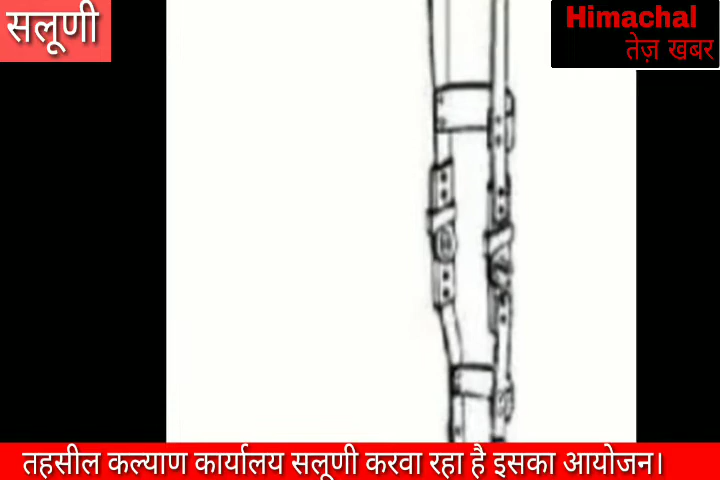 सलूणी
Himachal
तेज़ खबर
तहसील कल्याण कार्यालय सलूणी करवा रहा है इसका आयोजन।